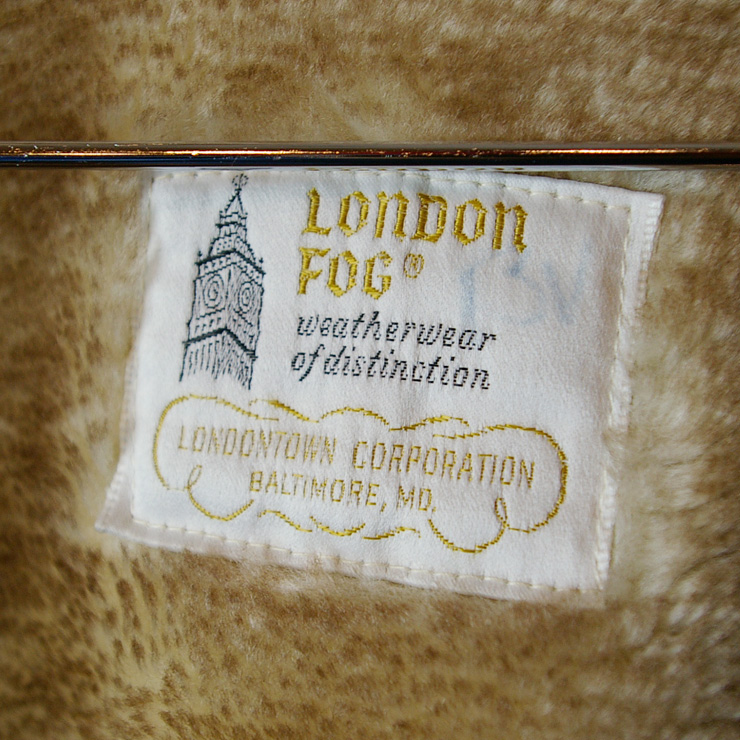 LONDON
FOG®
weatherwear
of distinction
LONDONTOWN CORPORATION
BALTIMORE, MD.